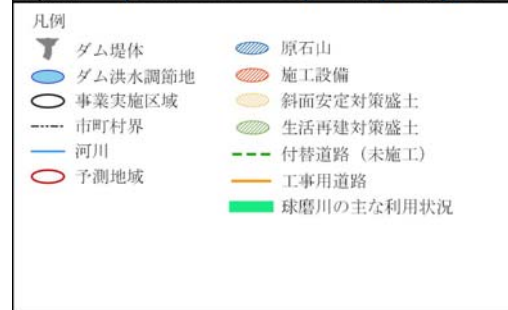 凡例
ダム堤体
ダム洪水調節地
事業実施区域
市町村界
河川
予測地域
原石山
施工設備
斜面安定対策盛土
生活再建対策盛土
付替道路（未施工）
工事用道路
球磨川の主な利用状況